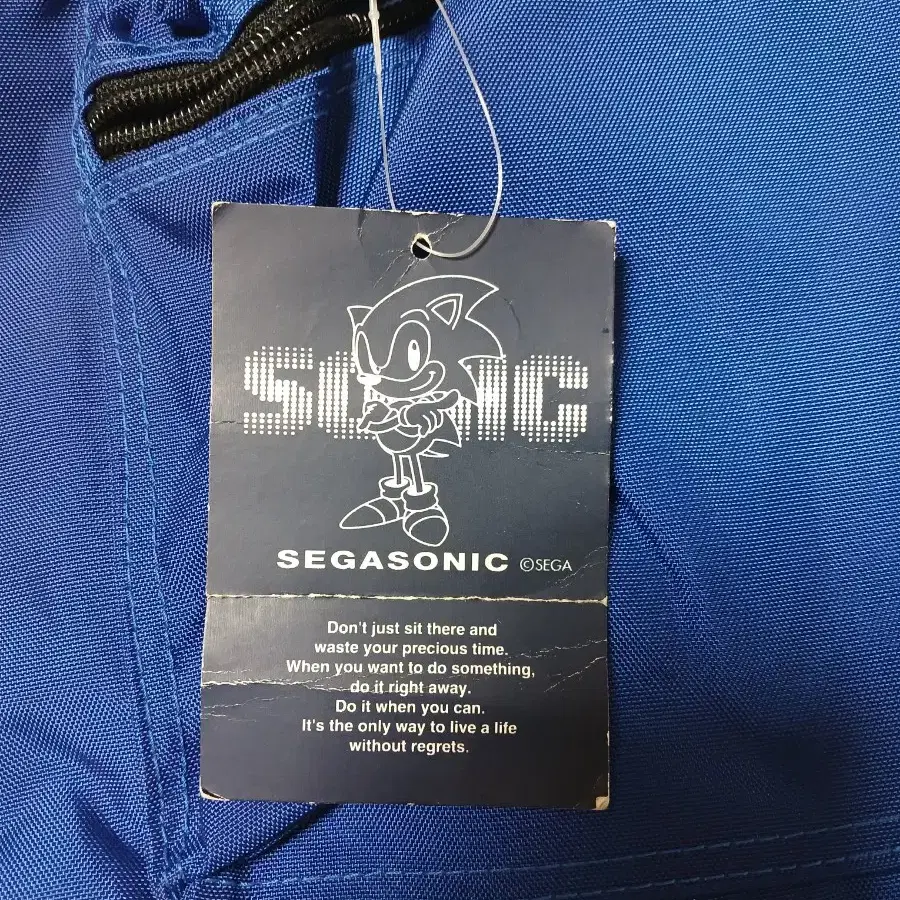 SONIC
SEGASONIC ©SEGA
Don't just sit there and
waste your precious time.
When you want to do something,
do it right away.
Do it when you can.
It's the only way to live a life
without regrets.